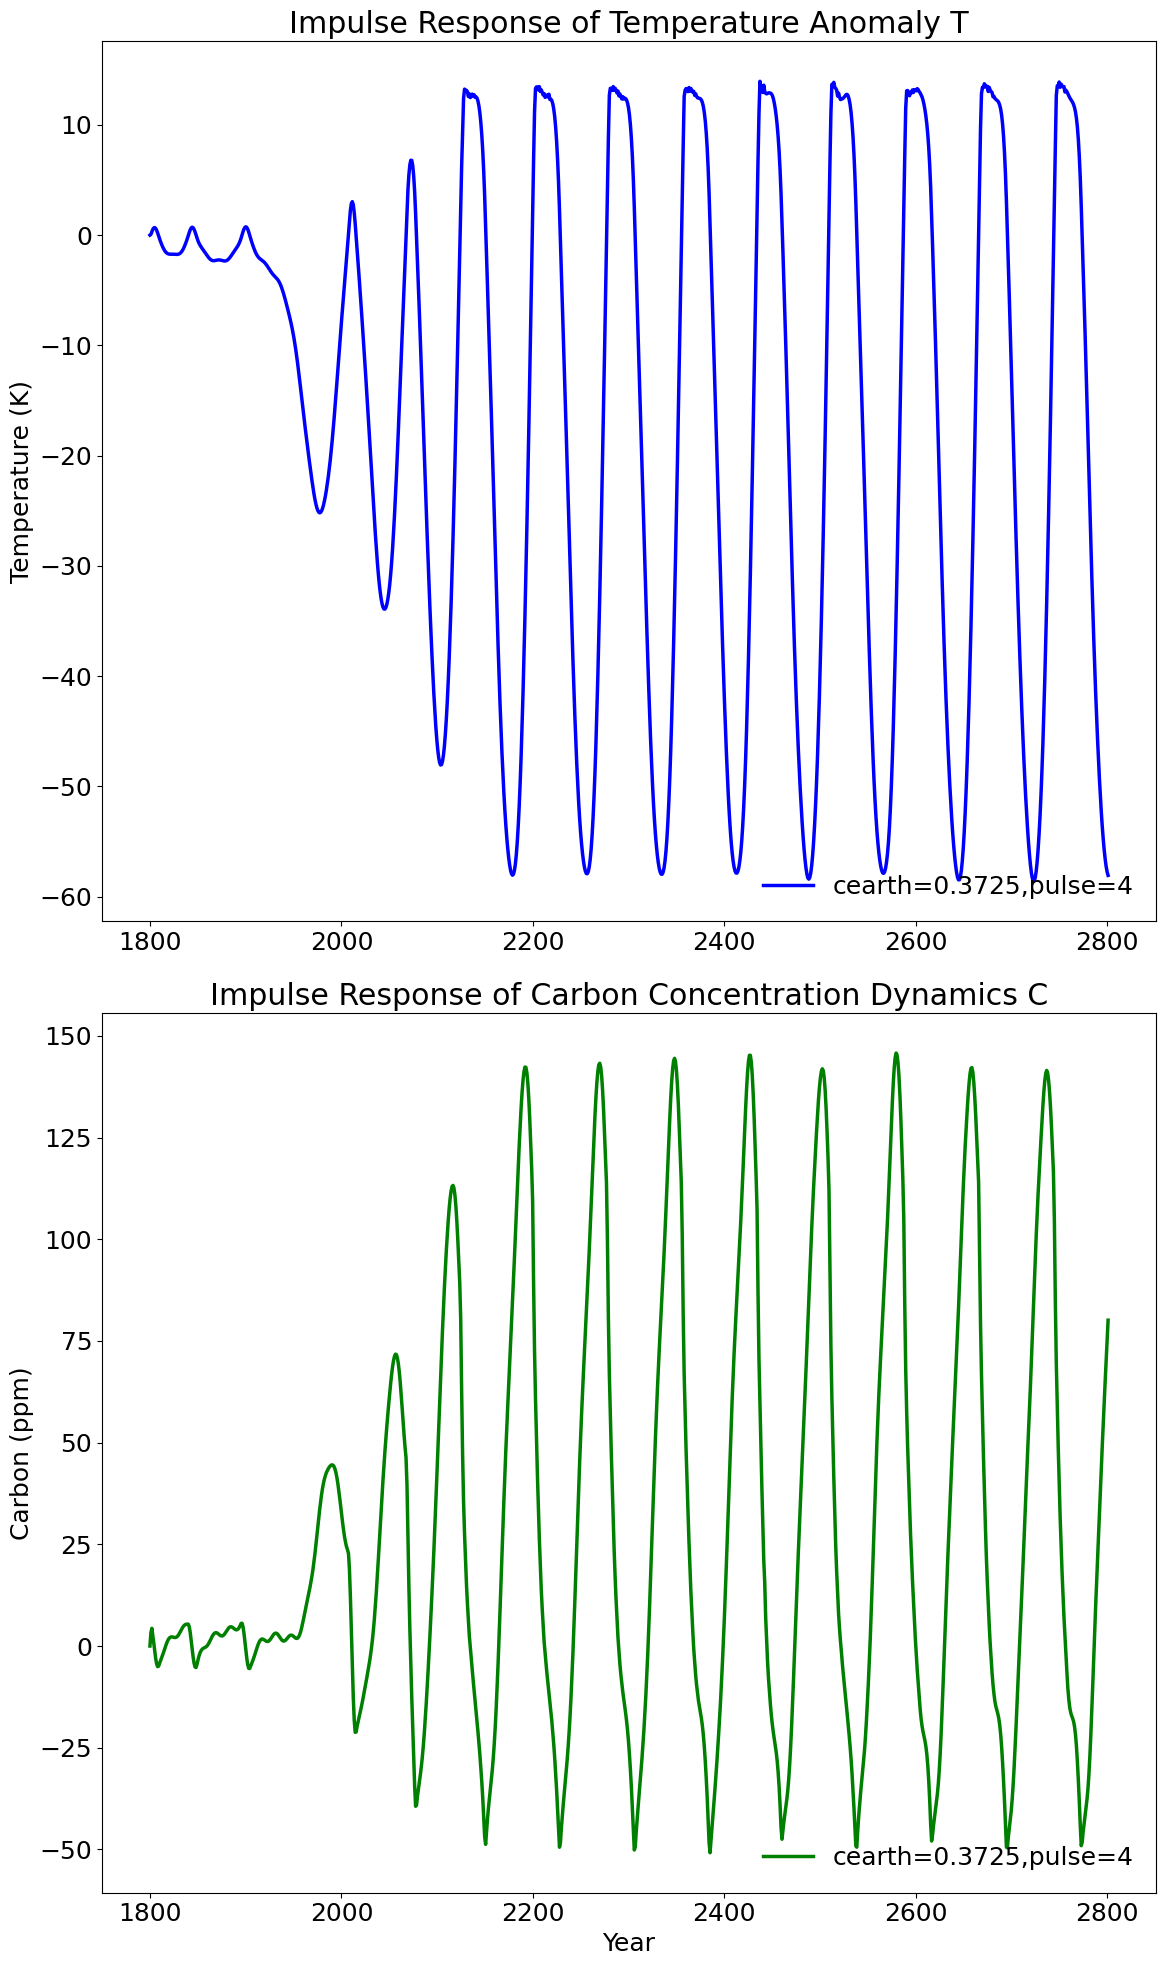 Impulse Response of Temperature Anomaly T
Temperature (K)
10
0
−10
−20
−30
−40
−50
−60
cearth=0.3725,pulse=4
1800 2000 2200 2400 2600 2800
Impulse Response of Carbon Concentration Dynamics C
Carbon (ppm)
150
125
100
75
50
25
0
−25
−50
cearth=0.3725,pulse=4
1800 2000 2200 2400 2600 2800
Year